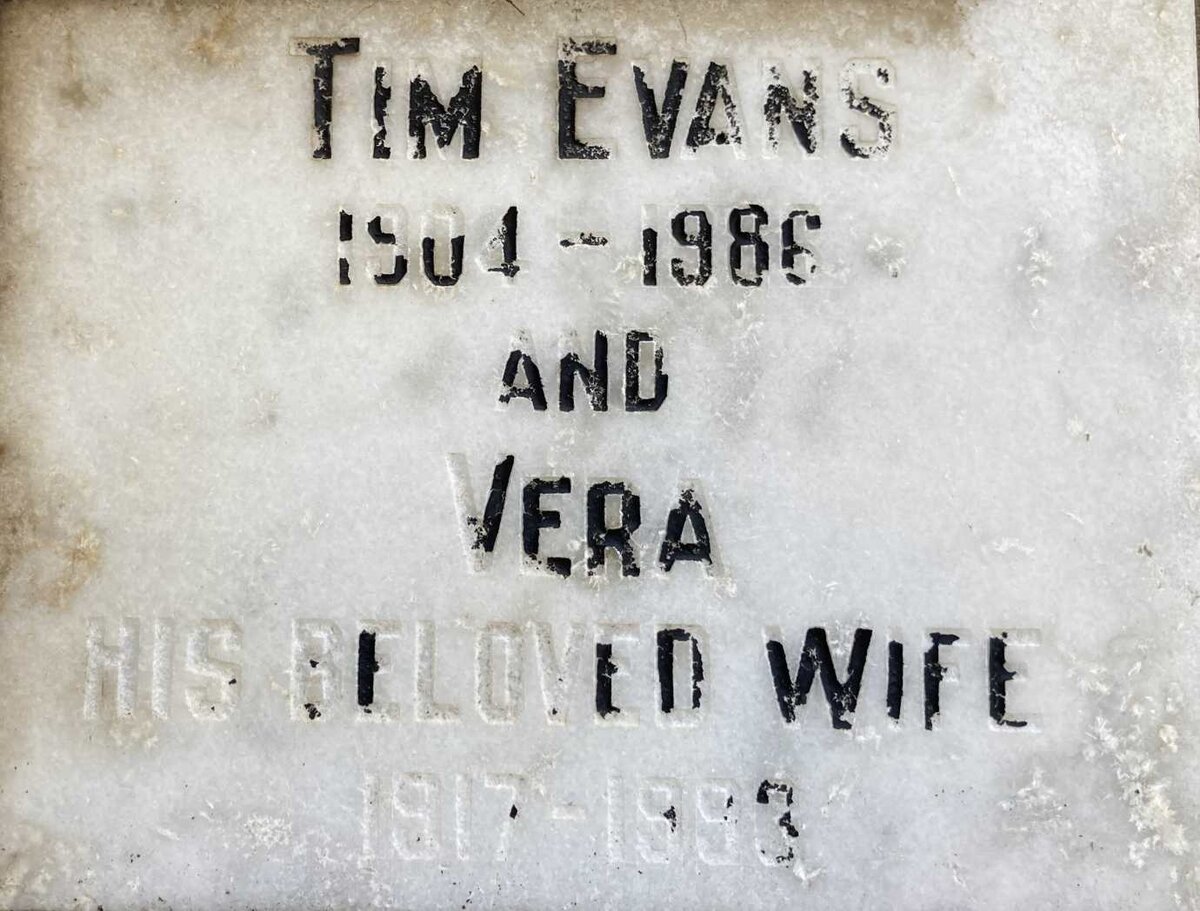 TIM EVANS
1904 - 1986
AND
VERA
HIS BELOVED WIFE
1917 - 1993